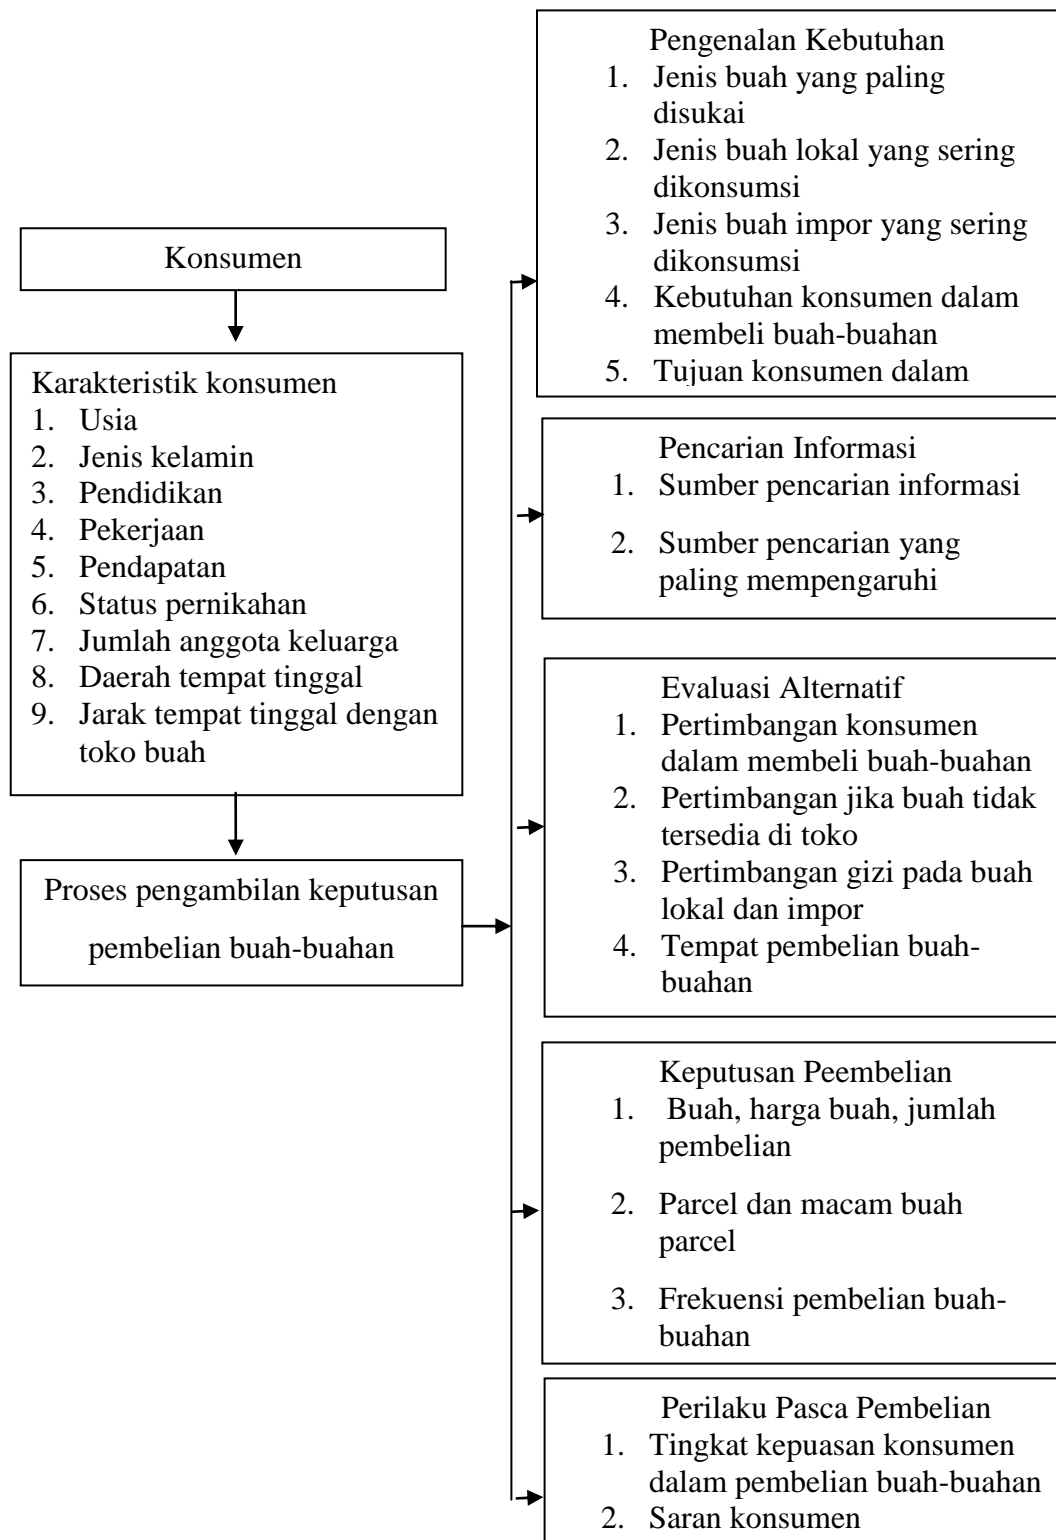 Konsumen
Karakteristik konsumen
1. Usia
2. Jenis kelamin
3. Pendidikan
4. Pekerjaan
5. Pendapatan
6. Status pernikahan
7. Jumlah anggota keluarga
8. Daerah tempat tinggal
9. Jarak tempat tinggal dengan
toko buah
Proses pengambilan keputusan
pembelian buah-buahan
Pengenalan Kebutuhan
1. Jenis buah yang paling
disukai
2. Jenis buah lokal yang sering
dikonsumsi
3. Jenis buah impor yang sering
dikonsumsi
4. Kebutuhan konsumen dalam
membeli buah-buahan
5. Tujuan konsumen dalam
Pencarian Informasi
1. Sumber pencarian informasi
2. Sumber pencarian yang
paling mempengaruhi
Evaluasi Alternatif
1. Pertimbangan konsumen
dalam membeli buah-buahan
2. Pertimbangan jika buah tidak
tersedia di toko
3. Pertimbangan gizi pada buah
lokal dan impor
4. Tempat pembelian buah-
buahan
Keputusan Peembelian
1. Buah, harga buah, jumlah
pembelian
2. Parcel dan macam buah
parcel
3. Frekuensi pembelian buah-
buahan
Perilaku Pasca Pembelian
1. Tingkat kepuasan konsumen
dalam pembelian buah-buahan
2. Saran konsumen